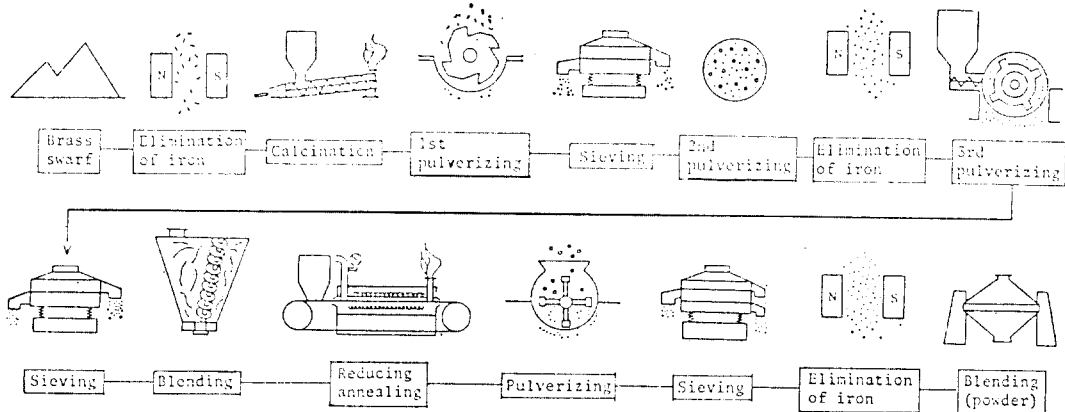 N S
N S
Brass
swarf
Elimination
of iron
Calcination
1st
pulverizing
Sieving
2nd
pulverizing
Elimination
of iron
3rd
pulverizing
N S
Sieving
Blending
Reducing
annealing
Pulverizing
Sieving
Elimination
of iron
Blending
(powder)